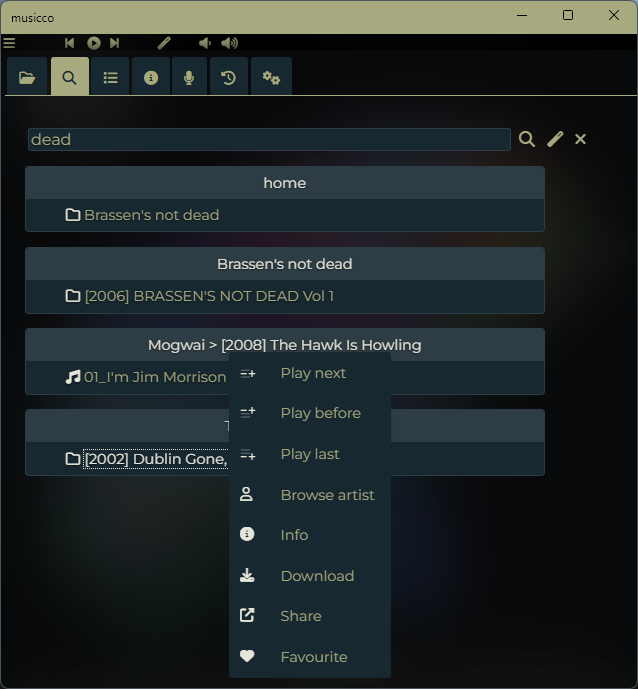 musicco
dead
home
Brassen's not dead
Brassen's not dead
[2006] BRASSEN'S NOT DEAD Vol 1
Mogwai > [2008] The Hawk Is Howling
01_I'm Jim Morrison
[2002] Dublin Gone,
Play next
Play before
Play last
Browse artist
Info
Download
Share
Favourite